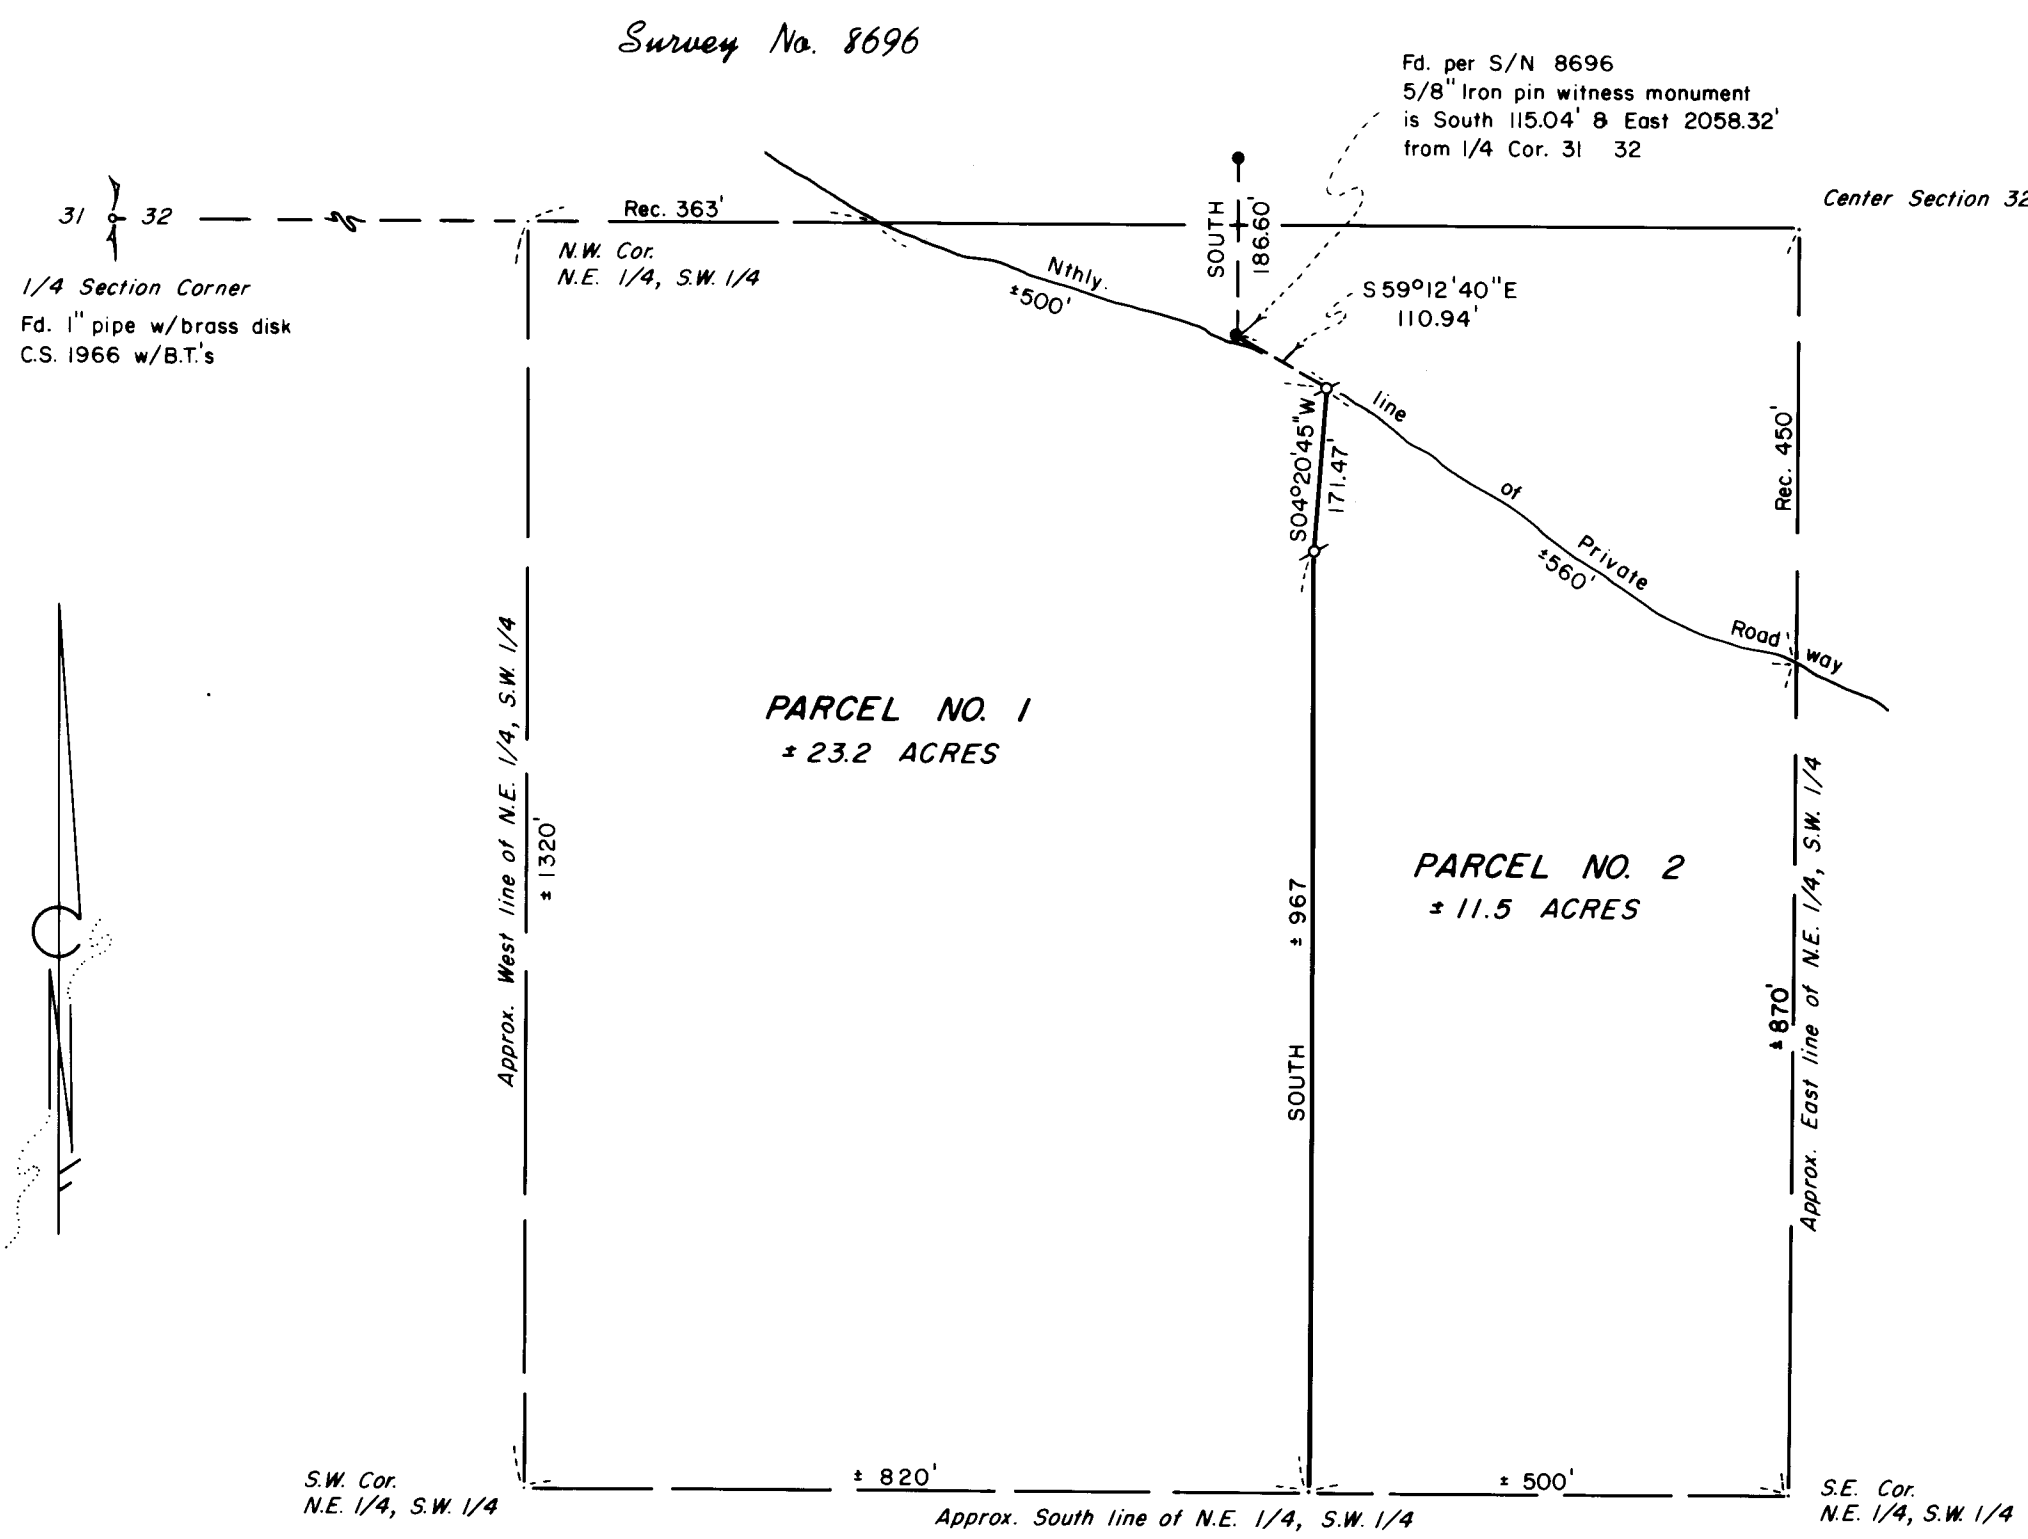 Survey No. 8696
Fd. per S/N 8696
5/8" Iron pin witness monument
is South 115.04' & East 2058.32'
from 1/4 Cor. 31 32
Center Section 32
31 32
Rec. 363'
N.W. Cor.
N.E. 1/4, S.W. 1/4
SOUTH
186.60'
1/4 Section Corner
Fd. 1" pipe w/brass disk
C.S. 1966 w/B.T.'s
Nthly.
±500'
S59°12'40"E
110.94'
line
of
Private
Road way
±560'
S04°20'45"W
171.47'
Rec. 450'
Approx. West line of N.E. 1/4, S.W. 1/4
± 1320'
PARCEL NO. 1
± 23.2 ACRES
SOUTH ± 967
PARCEL NO. 2
± 11.5 ACRES
± 870'
Approx. East line of N.E. 1/4, S.W. 1/4
N
S.W. Cor.
N.E. 1/4, S.W. 1/4
± 820'
± 500'
Approx. South line of N.E. 1/4, S.W. 1/4
S.E. Cor.
N.E. 1/4, S.W. 1/4